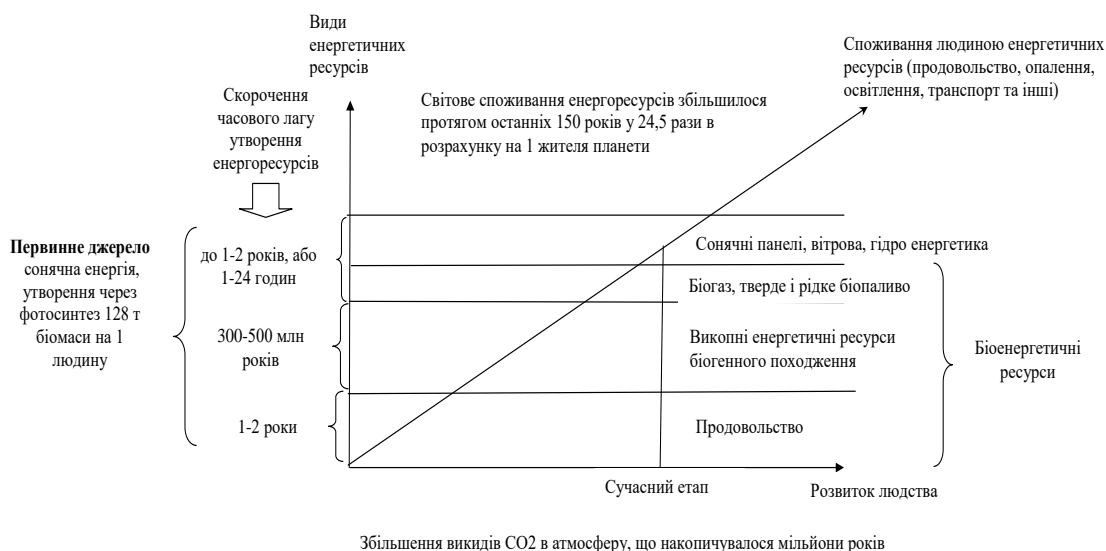 Види
енергетичних
ресурсів
Споживання людиною енергетичних
ресурсів (продовольство, опалення,
освітлення, транспорт та інші)
Скорочення
часового лагу
утворення
енергоресурсів
Світове споживання енергоресурсів збільшилося
протягом останніх 150 років у 24,5 рази в
розрахунку на 1 жителя планети
Первинне джерело
сонячна енергія,
утворення через
фотосинтез 128 т
біомаси на 1
людину
до 1-2 років, або
1-24 годин
300-500 млн
років
1-2 роки
Сонячні панелі, вітрова, гідро енергетика
Біогаз, тверде і рідке біопаливо
Викопні енергетичні ресурси
біогенного походження
Продовольство
Біоенергетичні
ресурси
Сучасний етап
Розвиток людства
Збільшення викидів СО2 в атмосферу, що накопичувалося мільйони років